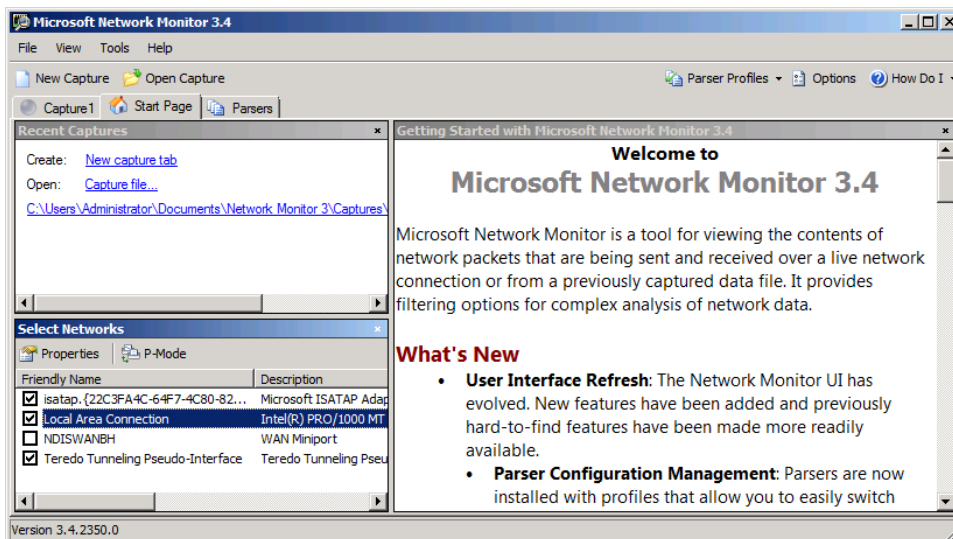 Microsoft Network Monitor 3.4
File View Tools Help
New Capture Open Capture Parser Profiles Options How Do I
Capture1 Start Page Parsers
Recent Captures
Create: New capture tab
Open: Capture file...
C:\Users\Administrator\Documents\Network Monitor 3\Captures\
Select Networks
Properties P-Mode
Friendly Name Description
isatap.{22C3FA4C-64F7-4C80-82... Microsoft ISATAP Adap
Local Area Connection Intel(R) PRO/1000 MT
NDISWANBH WAN Miniport
Teredo Tunneling Pseudo-Interface Teredo Tunneling Pseu
Getting Started with Microsoft Network Monitor 3.4
Welcome to
Microsoft Network Monitor 3.4
Microsoft Network Monitor is a tool for viewing the contents of
network packets that are being sent and received over a live network
connection or from a previously captured data file. It provides
filtering options for complex analysis of network data.
What's New
• User Interface Refresh: The Network Monitor UI has
evolved. New features have been added and previously
hard-to-find features have been made more readily
available.
• Parser Configuration Management: Parsers are now
installed with profiles that allow you to easily switch
Version 3.4.2350.0